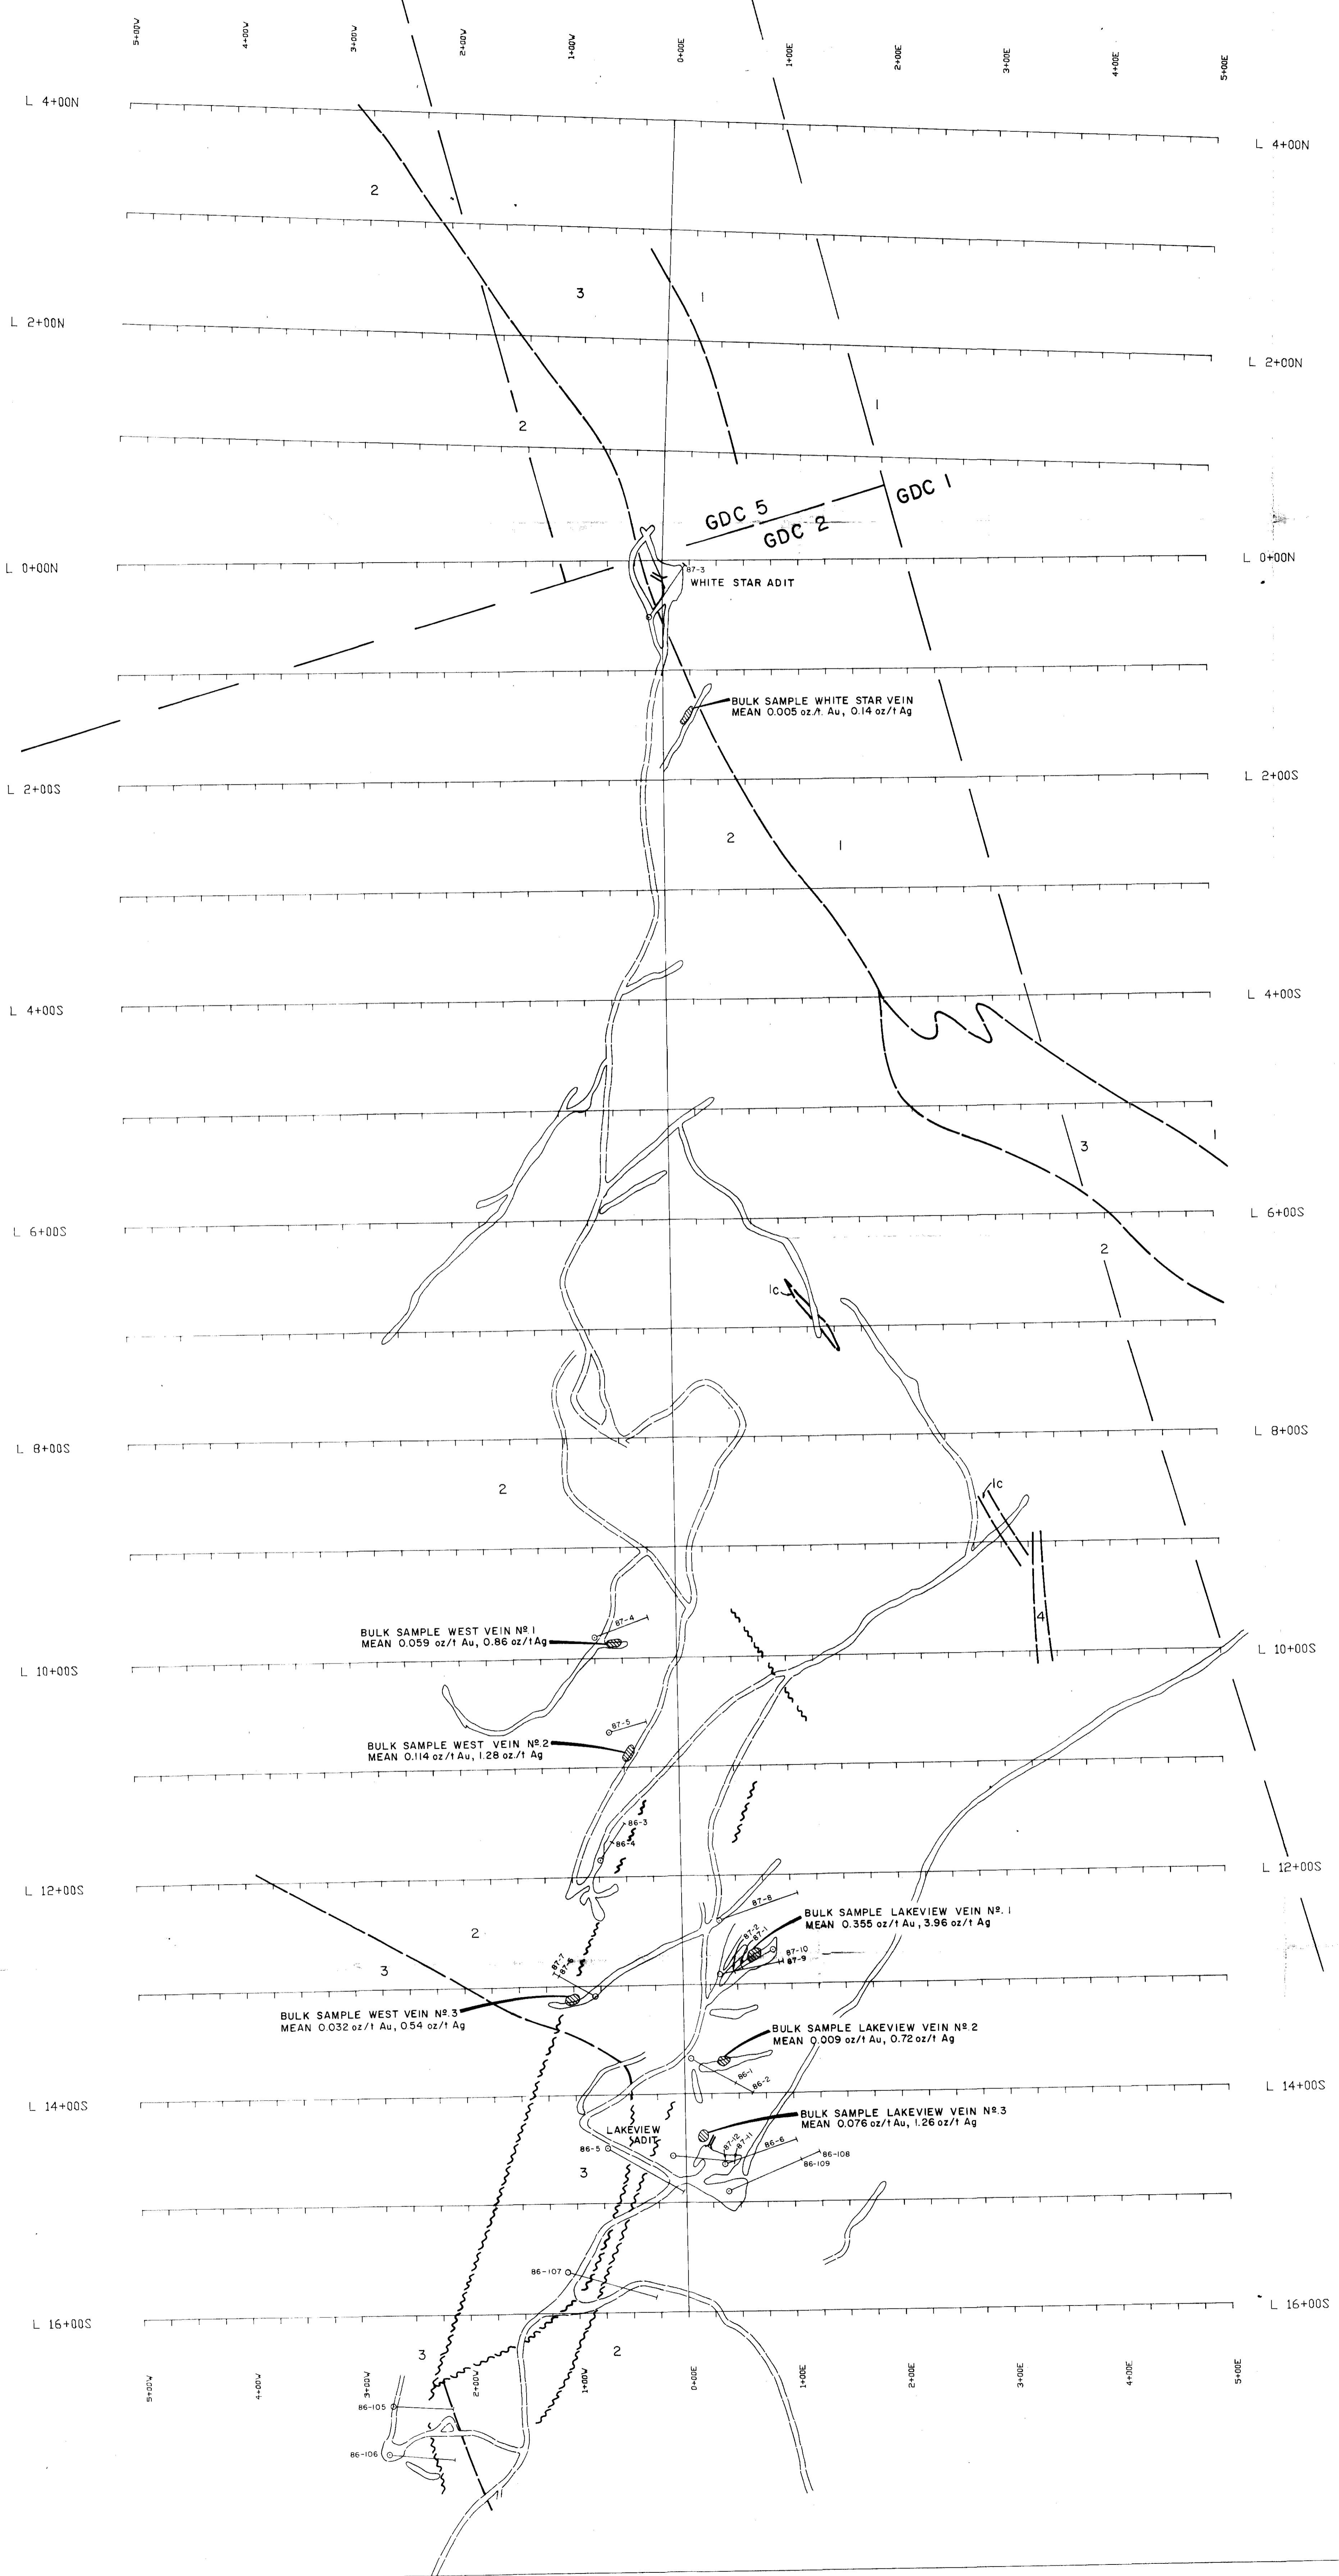 5+00W
4+00W
3+00W
2+00W
1+00W
0+00E
1+00E
2+00E
3+00E
4+00E
5+00E
L 4+00N
L 4+00N
2
3
1
L 2+00N
L 2+00N
1
2
GDC 5
GDC 1
GDC 2
L 0+00N
L 0+00N
87-3
WHITE STAR ADIT
BULK SAMPLE WHITE STAR VEIN
MEAN 0.005 oz./t. Au, 0.14 oz/t Ag
L 2+00S
L 2+00S
2
1
L 4+00S
L 4+00S
1
3
L 6+00S
L 6+00S
2
1c
L 8+00S
L 8+00S
2
1c
4
87-4
BULK SAMPLE WEST VEIN Nº.1
MEAN 0.059 oz/t Au, 0.86 oz/t Ag
L 10+00S
L 10+00S
87-5
BULK SAMPLE WEST VEIN Nº.2
MEAN 0.114 oz/t Au, 1.28 oz./t Ag
86-3
86-4
L 12+00S
L 12+00S
87-8
BULK SAMPLE LAKEVIEW VEIN Nº. 1
MEAN 0.355 oz/t Au, 3.96 oz/t Ag
2
87-2
87-1
87-10
87-9
3
87-7
87-6
BULK SAMPLE WEST VEIN Nº.3
MEAN 0.032 oz/t Au, 0.54 oz/t Ag
BULK SAMPLE LAKEVIEW VEIN Nº.2
MEAN 0.009 oz/t Au, 0.72 oz/t Ag
86-1
86-2
L 14+00S
L 14+00S
BULK SAMPLE LAKEVIEW VEIN Nº.3
MEAN 0.076 oz/t Au, 1.26 oz/t Ag
LAKEVIEW
ADIT
87-12
87-11
86-6
86-5
86-108
86-109
3
86-107
L 16+00S
L 16+00S
3
2
5+00W
4+00W
3+00W
2+00W
1+00W
0+00E
1+00E
2+00E
3+00E
4+00E
5+00E
86-105
86-106